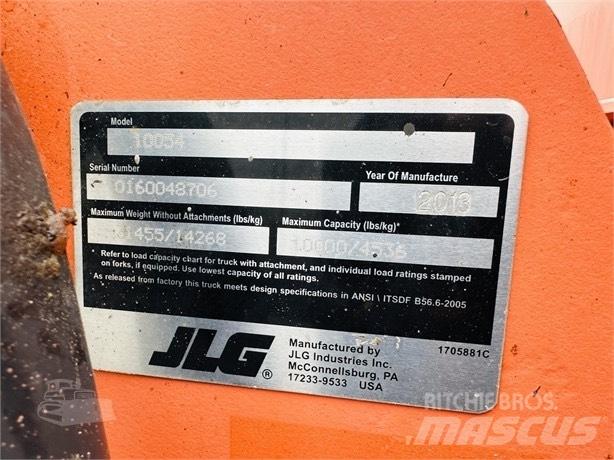 Model
10054
Serial Number
0160048706
Year Of Manufacture
2013
Maximum Weight Without Attachments (lbs/kg)
31455/14268
Maximum Capacity (lbs/kg)*
10000/4536
* Refer to load capacity chart for truck with attachment, and individual load ratings stamped
on forks, if equipped. Use lowest capacity of all ratings.
As released from factory this truck meets design specifications in ANSI \ ITSDF B56.6-2005
JLG ®
Manufactured by
JLG Industries Inc.
McConnellsburg, PA
17233-9533 USA
1705881C
RITCHIE BROS.
MASCUS